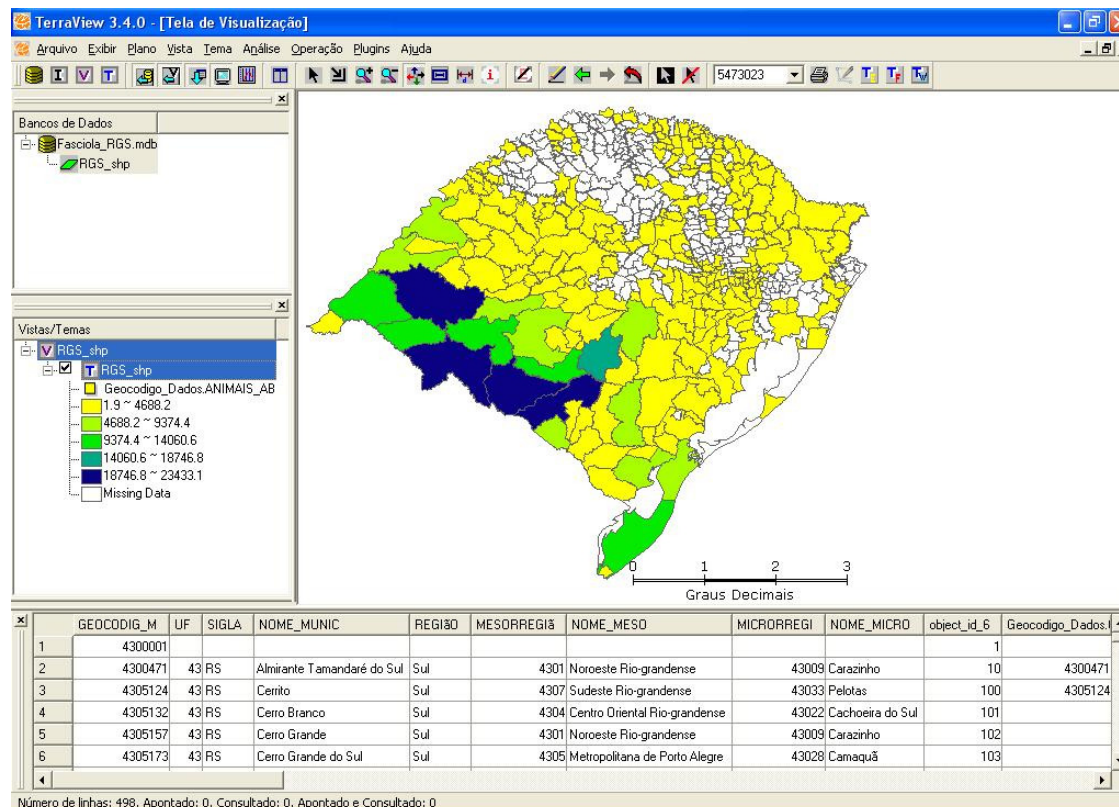 TerraView 3.4.0 - [Tela de Visualização]
Arquivo Exibir Plano Vista Tema Análise Operação Plugins Ajuda
I V T 5473023
Bancos de Dados
Fasciola_RGS.mdb
RGS_shp
Vistas/Temas
V RGS_shp
T RGS_shp
Geocodigo_Dados.ANIMAIS_AB
1.9 ~ 4688.2
4688.2 ~ 9374.4
9374.4 ~ 14060.6
14060.6 ~ 18746.8
18746.8 ~ 23433.1
Missing Data
0 1 2 3
Graus Decimais
GEOCODIG_M UF SIGLA NOME_MUNIC REGIãO MESORREGIã NOME_MESO MICRORREGI NOME_MICRO object_id_6
1 4300001 1
2 4300471 43 RS Almirante Tamandaré do Sul Sul 4301 Noroeste Rio-grandense 43009 Carazinho 10 4300471
3 4305124 43 RS Cerrito Sul 4307 Sudeste Rio-grandense 43033 Pelotas 100 4305124
4 4305132 43 RS Cerro Branco Sul 4304 Centro Oriental Rio-grandense 43022 Cachoeira do Sul 101
5 4305157 43 RS Cerro Grande Sul 4301 Noroeste Rio-grandense 43009 Carazinho 102
6 4305173 43 RS Cerro Grande do Sul Sul 4305 Metropolitana de Porto Alegre 43028 Camaquã 103
Número de linhas: 498, Apontado: 0, Consultado: 0, Apontado e Consultado: 0